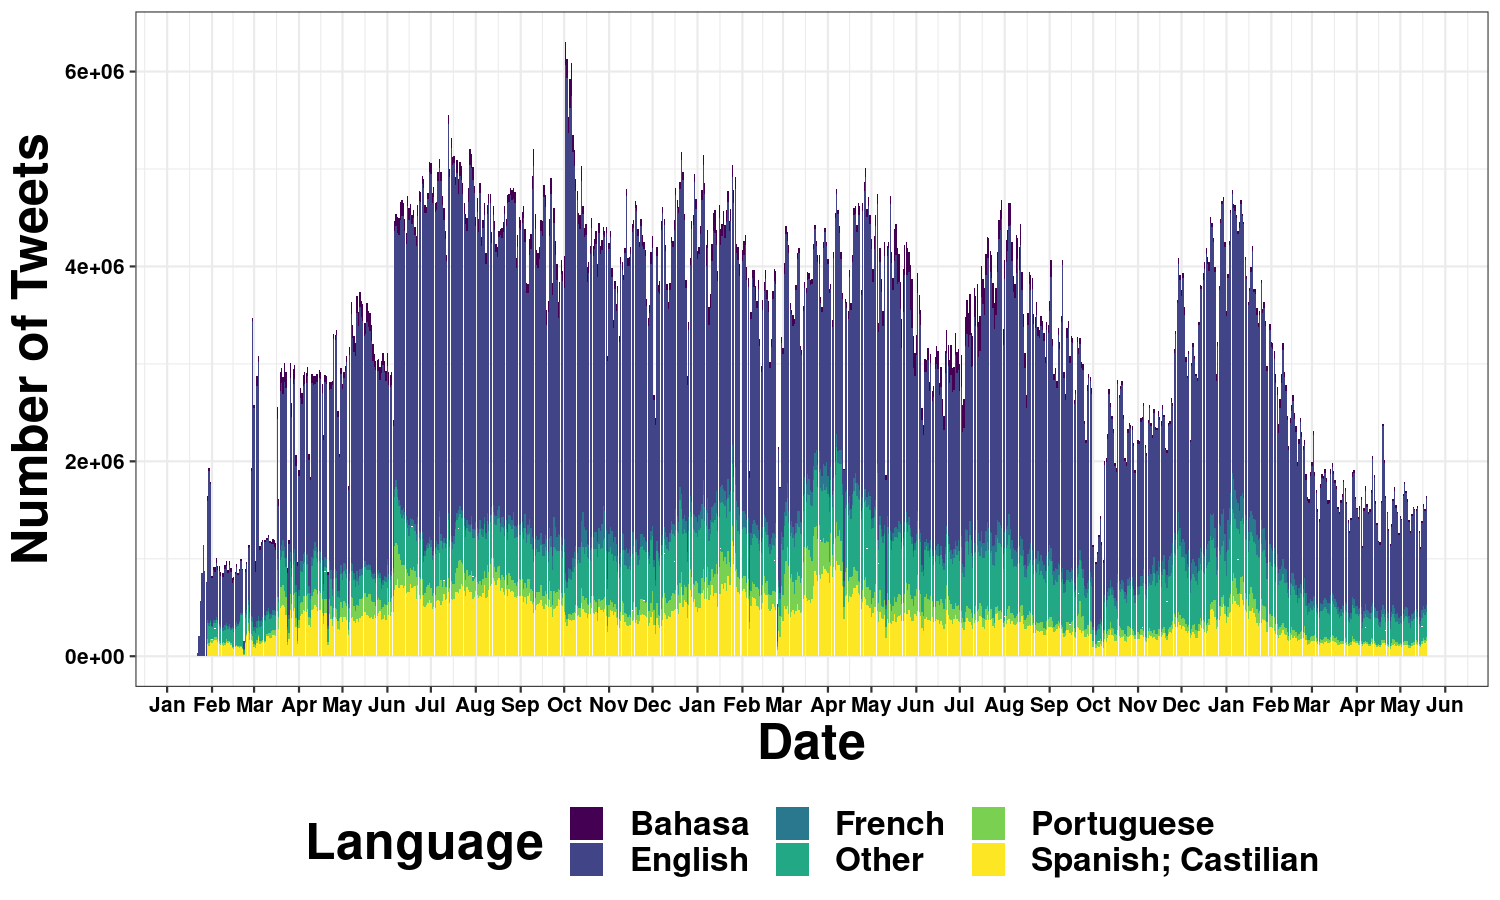 Number of Tweets
6e+06
4e+06
2e+06
0e+00
Jan Feb Mar Apr May Jun Jul Aug Sep Oct Nov Dec Jan Feb Mar Apr May Jun Jul Aug Sep Oct Nov Dec Jan Feb Mar Apr May Jun
Date
Language
Bahasa French Portuguese
English Other Spanish; Castilian